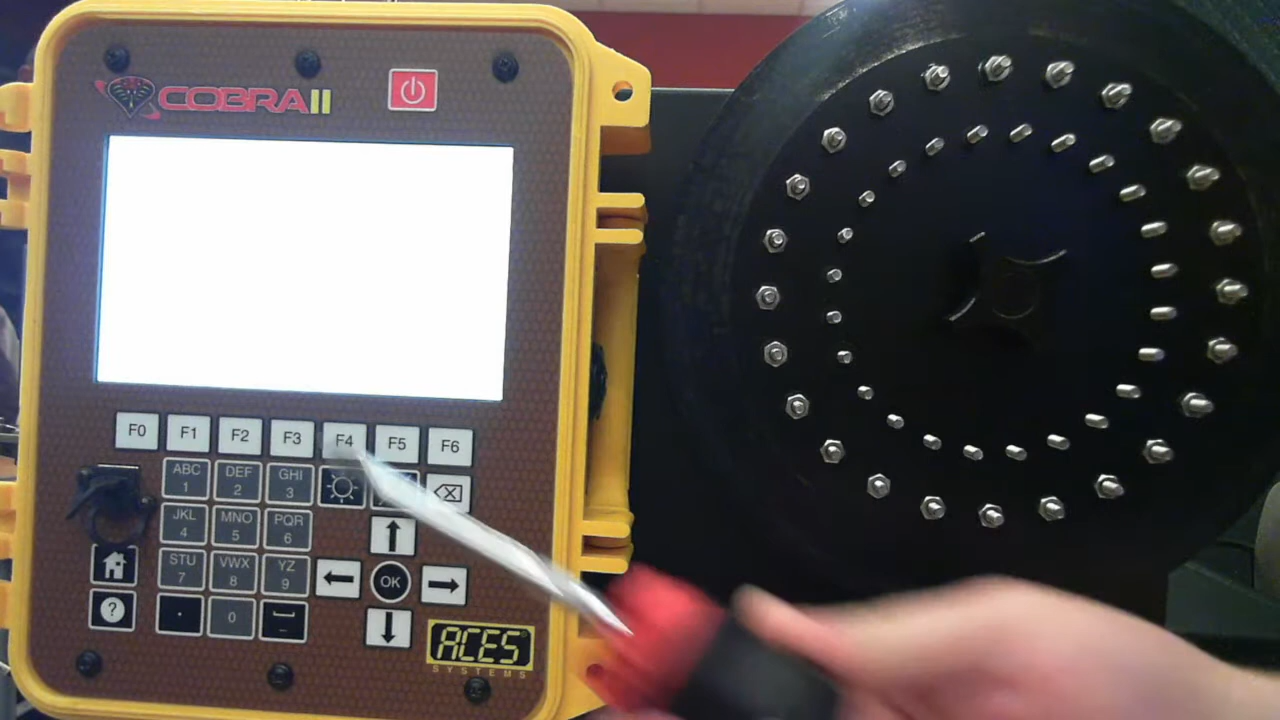 COBRA II
F0 F1 F2 F3 F4 F5 F6
ABC DEF GHI
1 2 3
JKL MNO PQR
4 5 6
STU VWX YZ
7 8 9
OK
? . 0
ACES
SYSTEMS